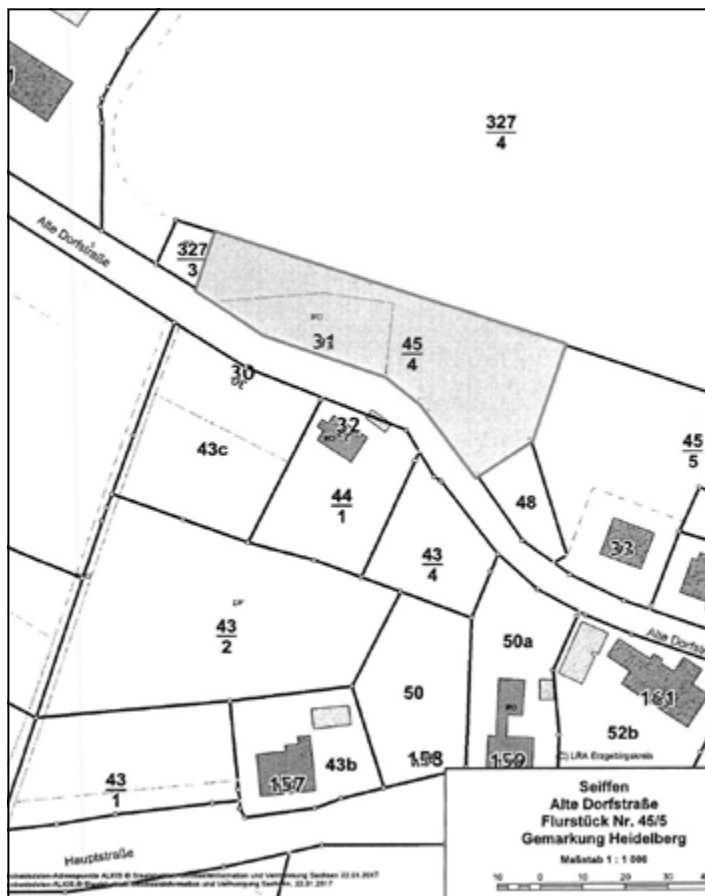 327
4
Alte Dorfstraße
327
3
31
45
4
30
32
43c
45
5
44
1
48
33
43
4
43
2
50a
Alte Dorfstr
50
161
52b
LRA Erzgebirgskreis
43b
158
159
157
43
1
Hauptstraße
Seiffen
Alte Dorfstraße
Flurstück Nr. 45/5
Gemarkung Heidelberg
Maßstab 1 : 1 000
10 0 10 20 30 40